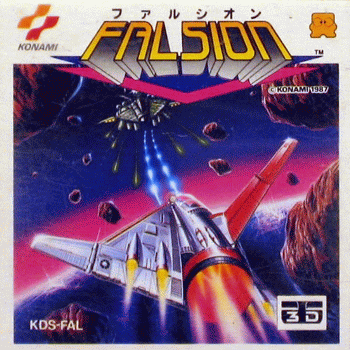 ファルシオン
KONAMI
FALSION
™
© KONAMI 1987
KDS-FAL
3D